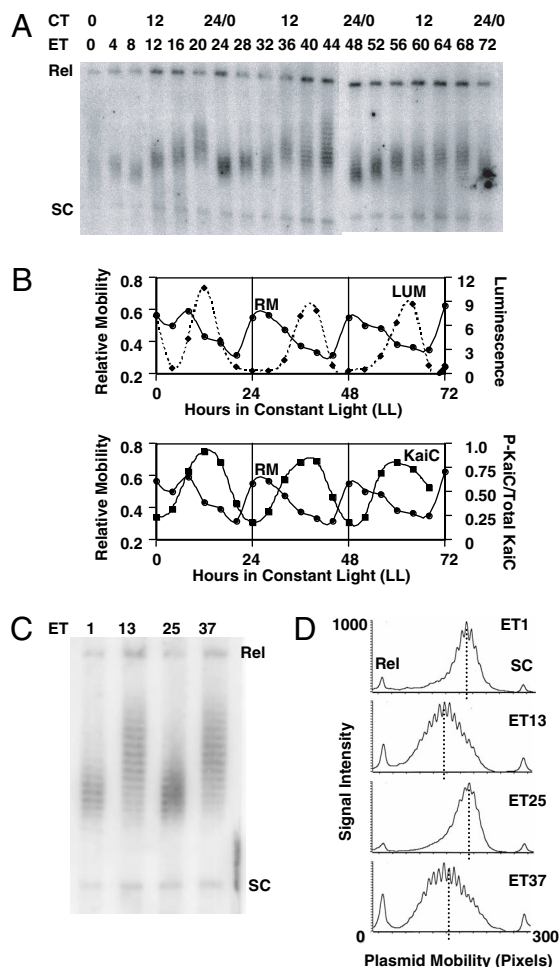 A
CT 12 24/0 12 24/0 12 24/0
ET 0 4 8 12 16 20 24 28 32 36 40 44 48 52 56 60 64 68 72
Rel
SC
B
0.8 12
RM LUM
0.6 9
6
0.4 3
0.2 0
0 24 48 72
Relative Mobility
Luminescence
Hours in Constant Light (LL)
0.8 1.0
RM KaiC
0.6 0.75
0.50
0.4 0.25
0.2 0
0 24 48 72
Relative Mobility
P-KaiC/Total KaiC
Hours in Constant Light (LL)
C
ET 1 13 25 37
Rel
SC
D
1000 ET1
Rel SC
ET13
ET25
ET37
0 300
Signal Intensity
Plasmid Mobility (Pixels)